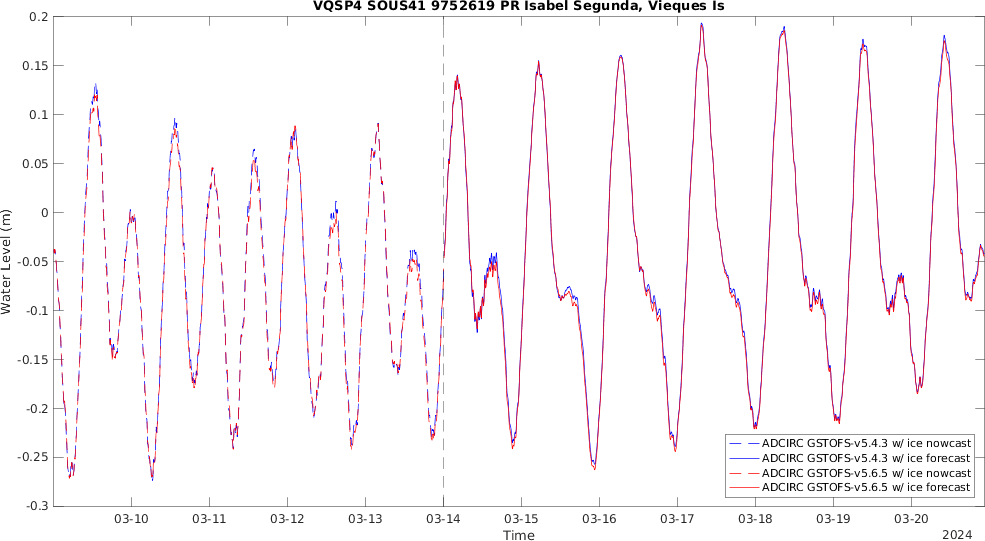 VQSP4 SOUS41 9752619 PR Isabel Segunda, Vieques Is
0.2
0.15
0.1
0.05
0
-0.05
-0.1
-0.15
-0.2
-0.25
-0.3
Water Level (m)
03-10 03-11 03-12 03-13 03-14 03-15 03-16 03-17 03-18 03-19 03-20
Time
2024
ADCIRC GSTOFS-v5.4.3 w/ ice nowcast
ADCIRC GSTOFS-v5.4.3 w/ ice forecast
ADCIRC GSTOFS-v5.6.5 w/ ice nowcast
ADCIRC GSTOFS-v5.6.5 w/ ice forecast